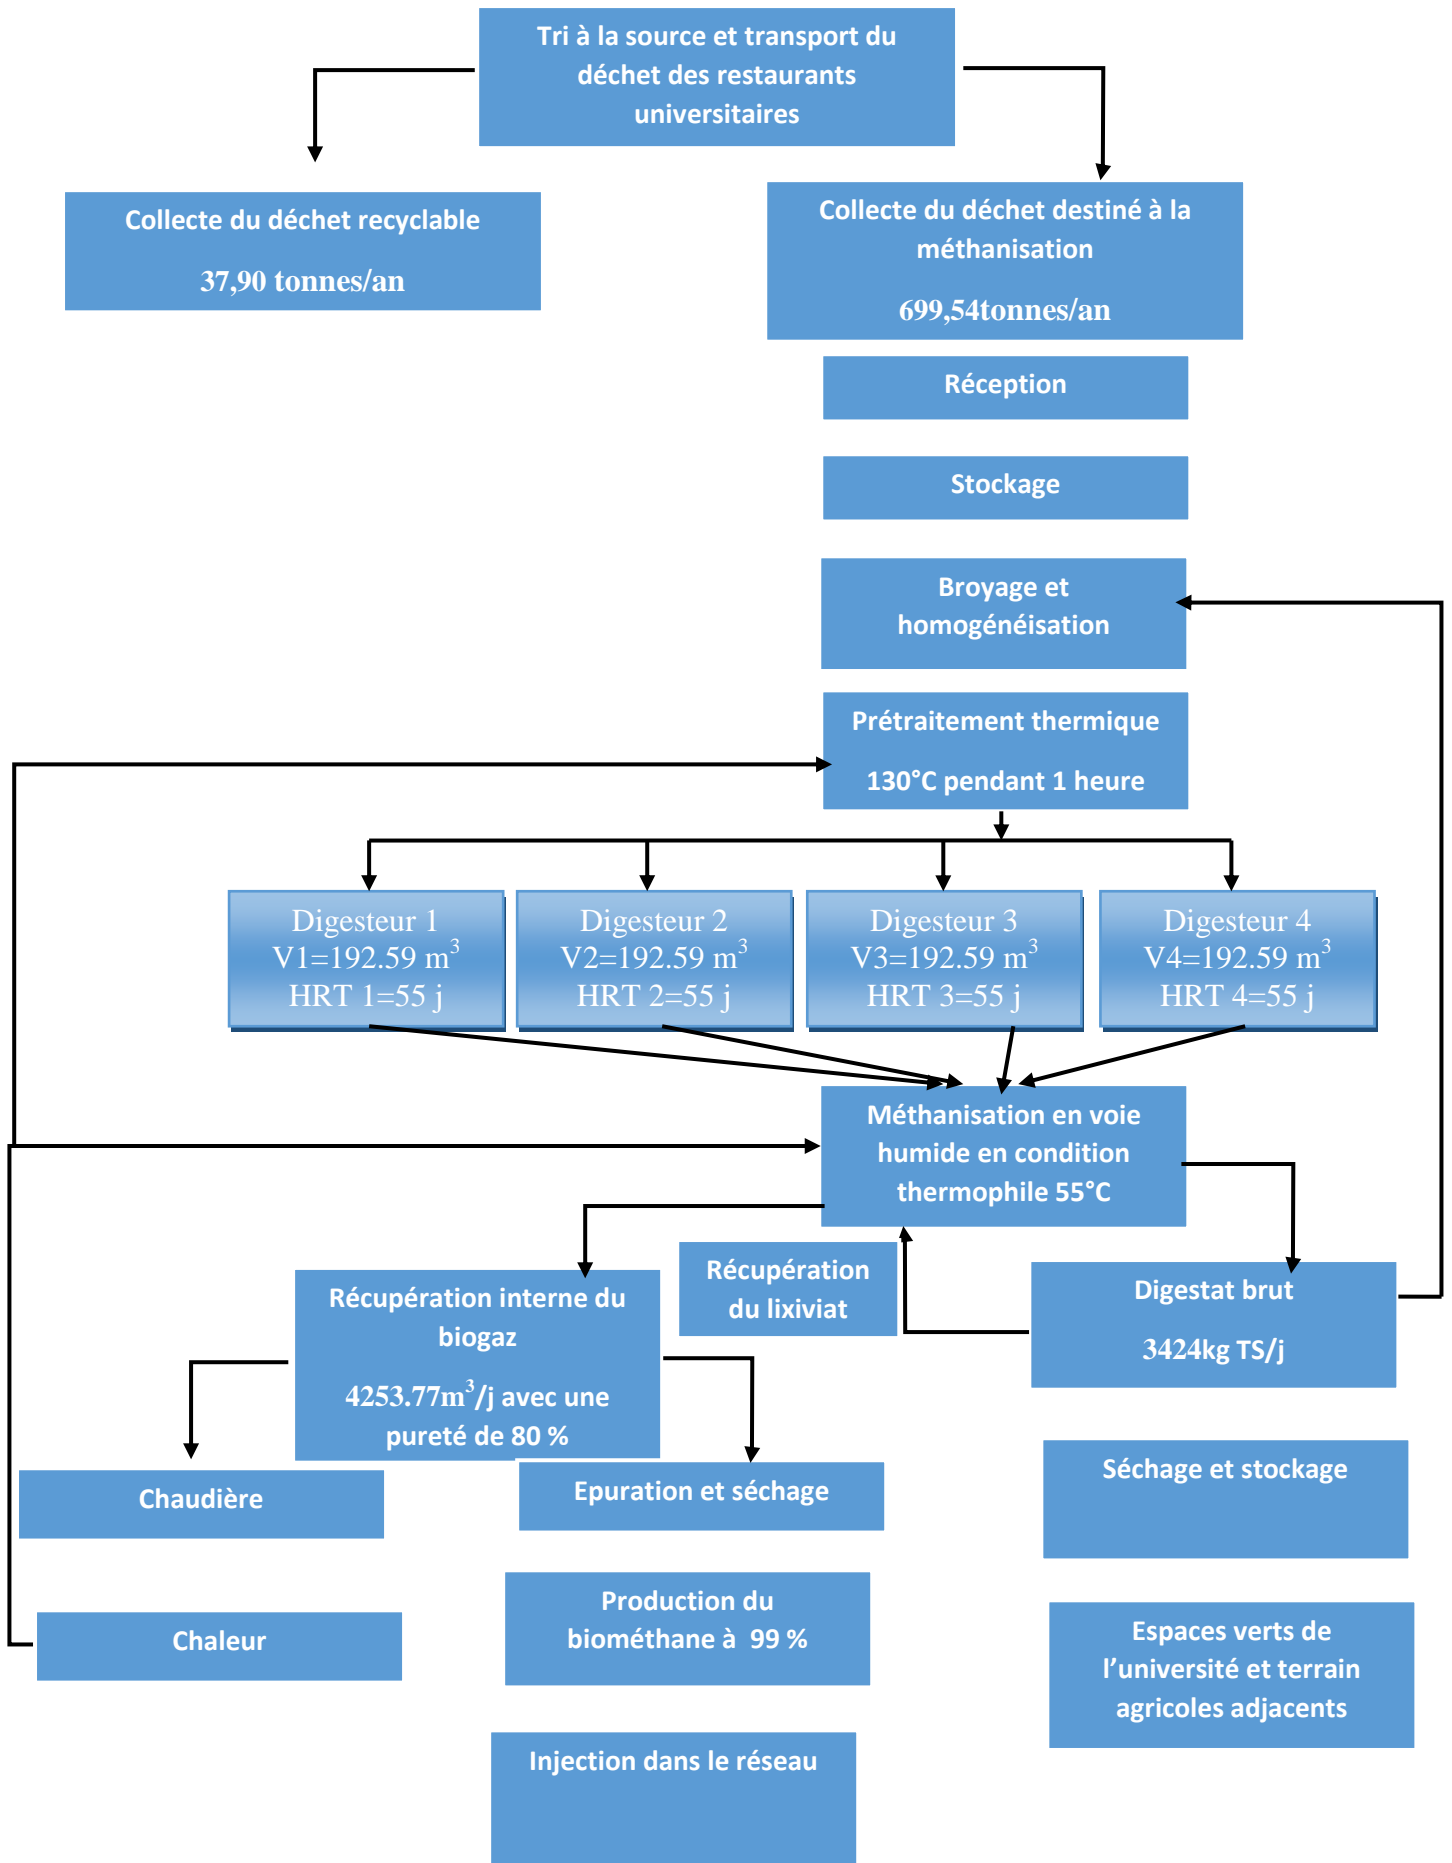 Tri à la source et transport du
déchet des restaurants
universitaires
Collecte du déchet recyclable
37,90 tonnes/an
Collecte du déchet destiné à la
méthanisation
699,54tonnes/an
Réception
Stockage
Broyage et
homogénéisation
Prétraitement thermique
130°C pendant 1 heure
Digesteur 1
V1=192.59 m³
HRT 1=55 j
Digesteur 2
V2=192.59 m³
HRT 2=55 j
Digesteur 3
V3=192.59 m³
HRT 3=55 j
Digesteur 4
V4=192.59 m³
HRT 4=55 j
Méthanisation en voie
humide en condition
thermophile 55°C
Récupération
du lixiviat
Récupération interne du
biogaz
4253.77m³/j avec une
pureté de 80 %
Digestat brut
3424kg TS/j
Chaudière
Epuration et séchage
Séchage et stockage
Chaleur
Production du
biométhane à 99 %
Espaces verts de
l’université et terrain
agricoles adjacents
Injection dans le réseau